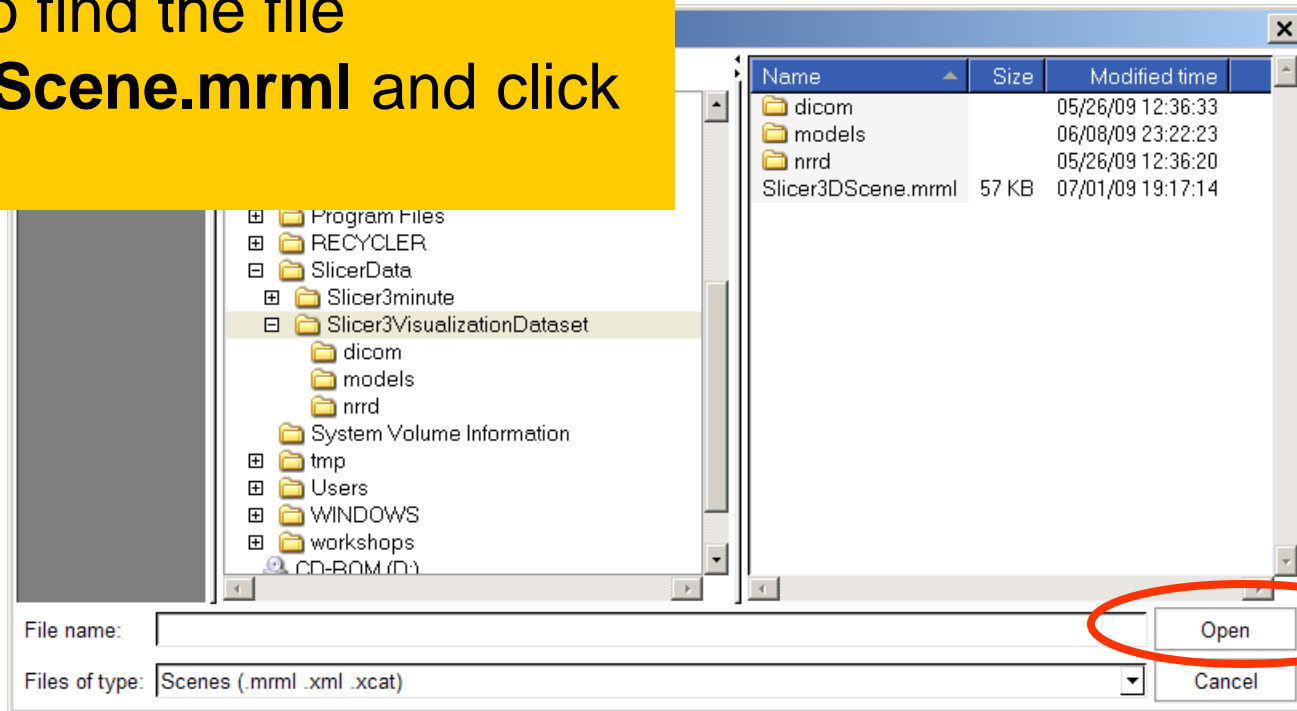 o find the file
Scene.mrml and click
Name Size Modified time
dicom 05/26/09 12:36:33
models 06/08/09 23:22:23
nrrd 05/26/09 12:36:20
Slicer3DScene.mrml 57 KB 07/01/09 19:17:14
Program Files
RECYCLER
SlicerData
Slicer3minute
Slicer3VisualizationDataset
dicom
models
nrrd
System Volume Information
tmp
Users
WINDOWS
workshops
CD-ROM (D:)
File name:
Open
Files of type: Scenes (.mrml .xml .xcat)
Cancel